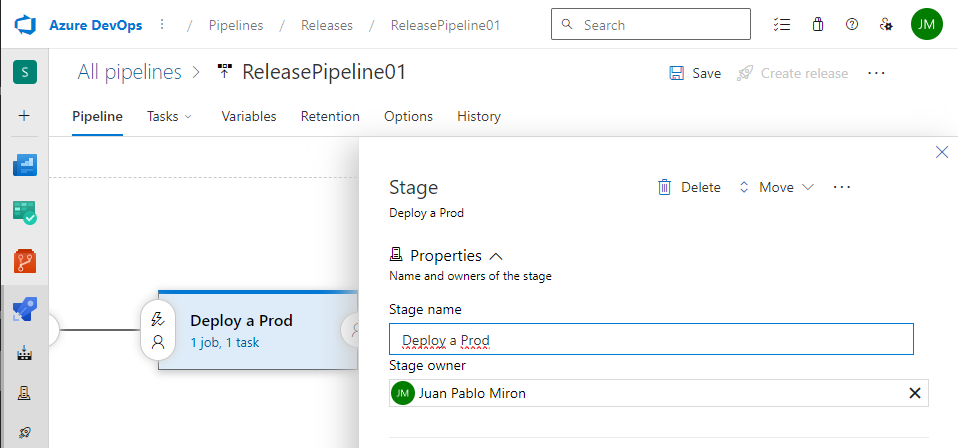 Azure DevOps / Pipelines / Releases / ReleasePipeline01 Search JM
S All pipelines > ReleasePipeline01 Save Create release
Pipeline Tasks Variables Retention Options History
Stage Delete Move
Deploy a Prod
Properties
Name and owners of the stage
Stage name
Deploy a Prod
1 job, 1 task
Deploy a Prod
Stage owner
JM Juan Pablo Miron